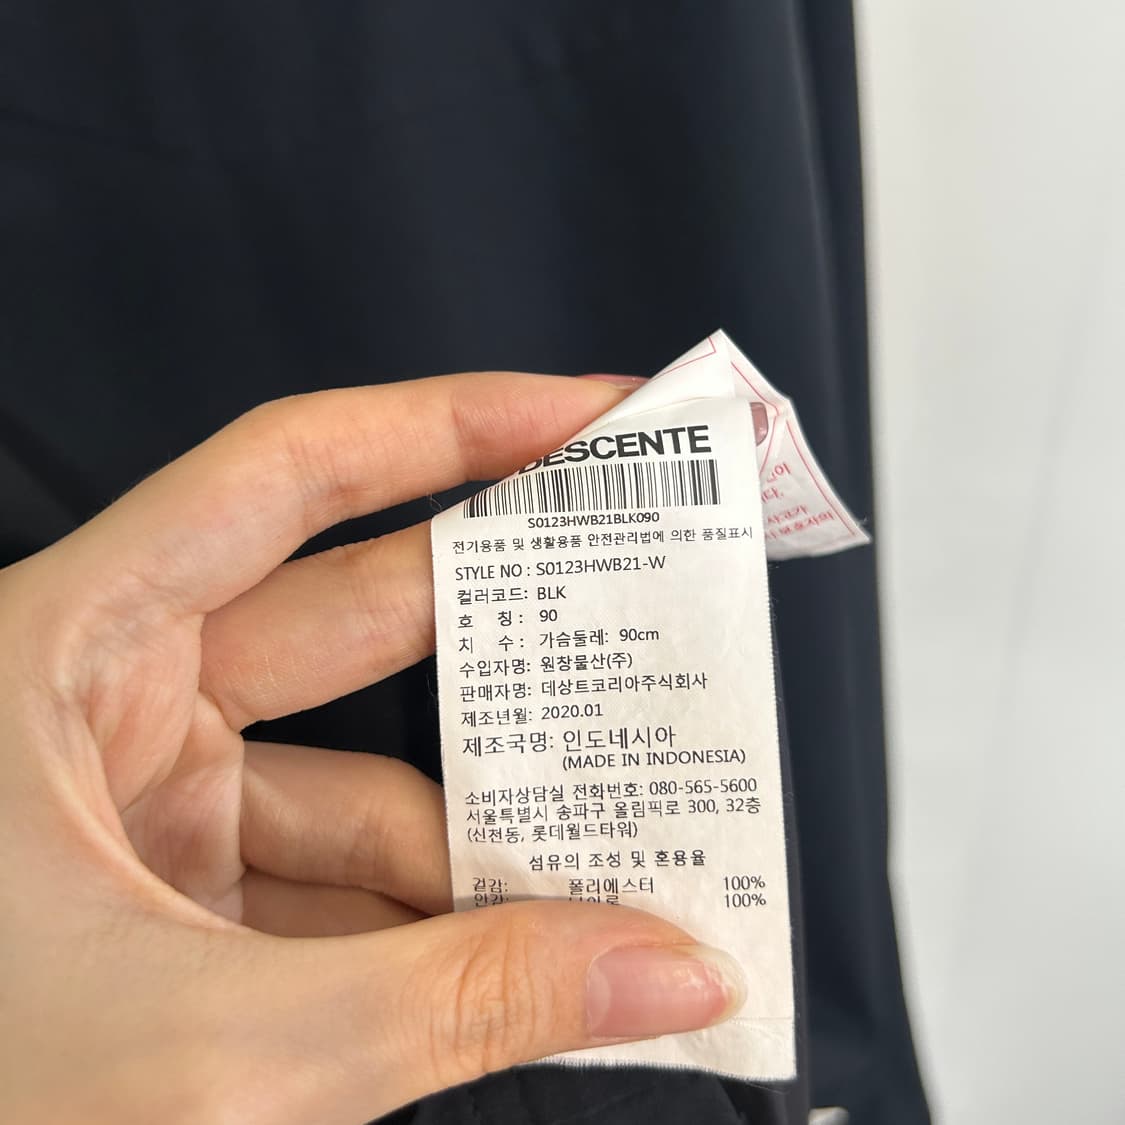 DESCENTE
S0123HWB21BLK090
전기용품 및 생활용품 안전관리법에 의한 품질표시
STYLE NO : S0123HWB21-W
컬러코드: BLK
호 칭 : 90
치 수 : 가슴둘레: 90cm
수입자명: 원창물산(주)
판매자명: 데상트코리아주식회사
제조년월: 2020.01
제조국명: 인도네시아
(MADE IN INDONESIA)
소비자상담실 전화번호: 080-565-5600
서울특별시 송파구 올림픽로 300, 32층
(신천동, 롯데월드타워)
섬유의 조성 및 혼용율
겉감: 폴리에스터 100%
안감: 100%